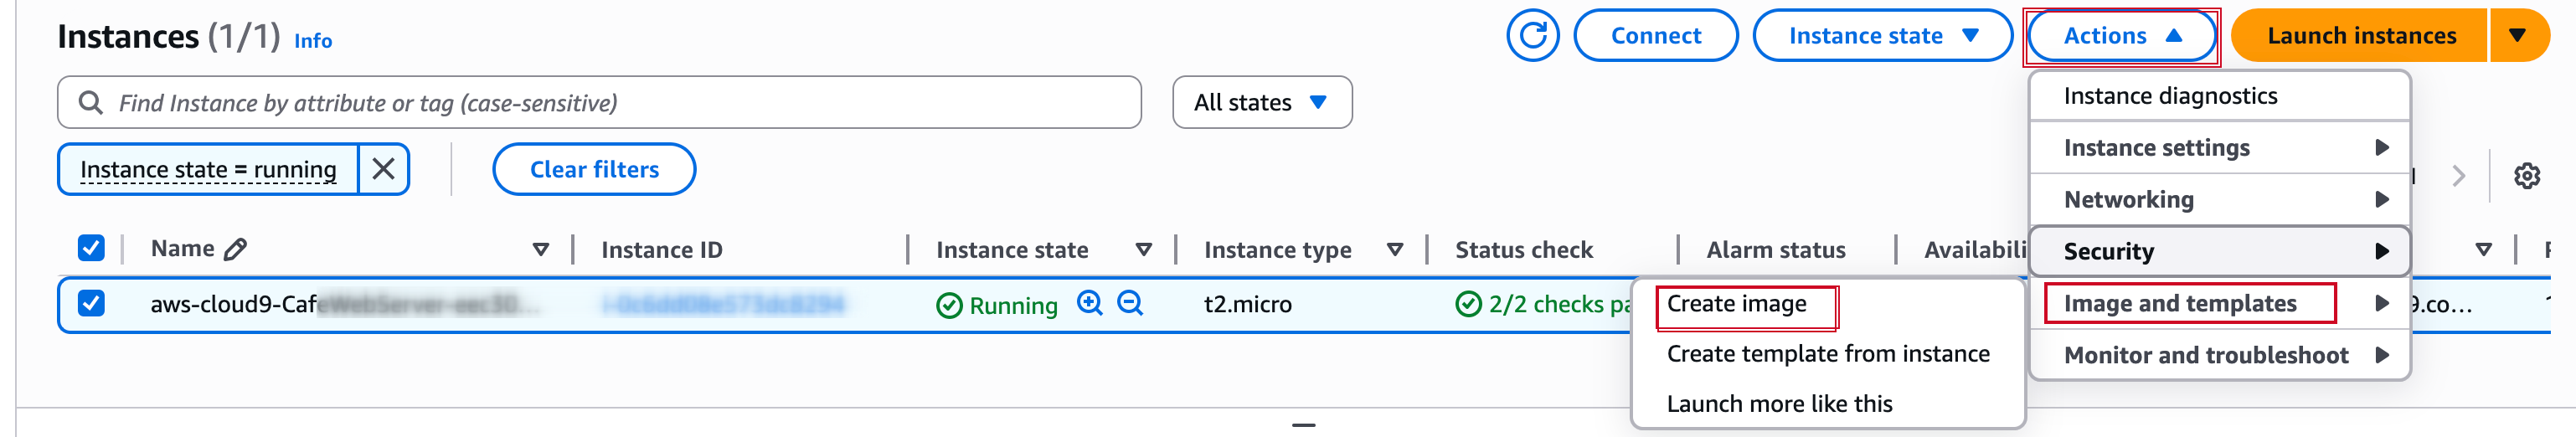 Instances (1/1) Info
Connect
Instance state
Actions
Launch instances
Find Instance by attribute or tag (case-sensitive)
All states
Instance state = running
Clear filters
Instance diagnostics
Instance settings
Networking
Security
Image and templates
Monitor and troubleshoot
Name Instance ID Instance state Instance type Status check Alarm status Availabili
aws-cloud9-Caf Running t2.micro 2/2 checks pa 9.co...
Create image
Create template from instance
Launch more like this